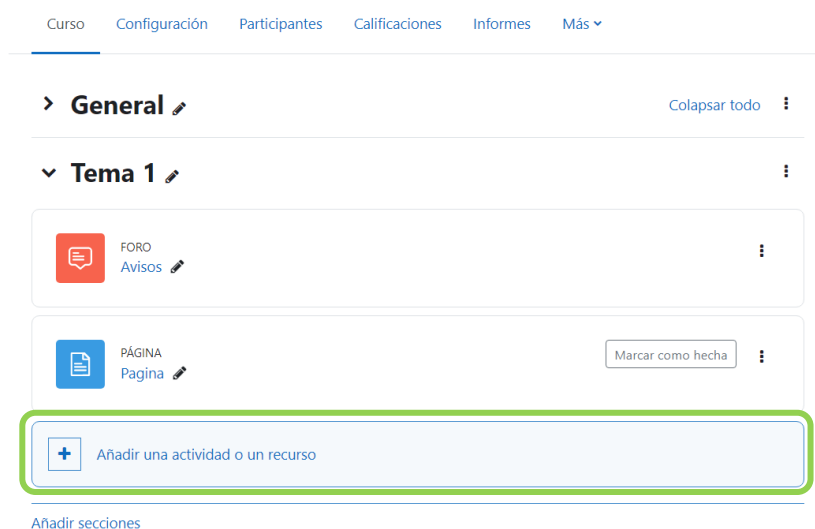 Curso Configuración Participantes Calificaciones Informes Más
General Colapsar todo
Tema 1
FORO
Avisos
PÁGINA
Pagina Marcar como hecha
Añadir una actividad o un recurso
Añadir secciones